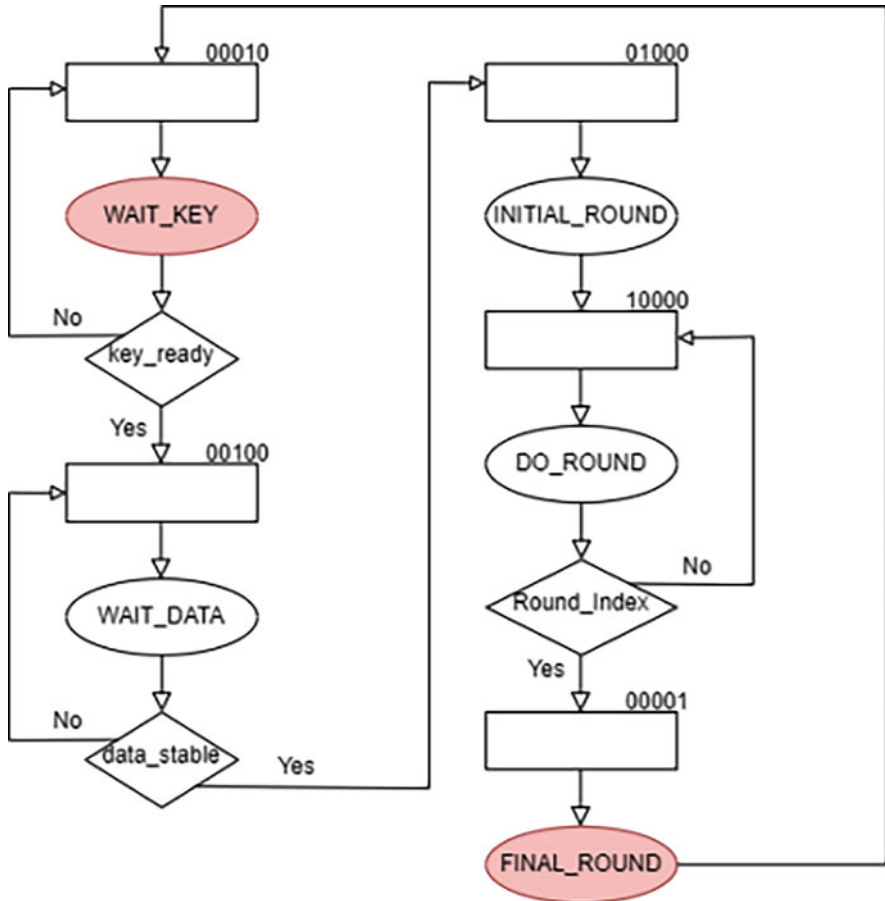 00010
WAIT_KEY
No
key_ready
Yes
00100
WAIT_DATA
No
data_stable
Yes
01000
INITIAL_ROUND
10000
DO_ROUND
No
Round_Index
Yes
00001
FINAL_ROUND